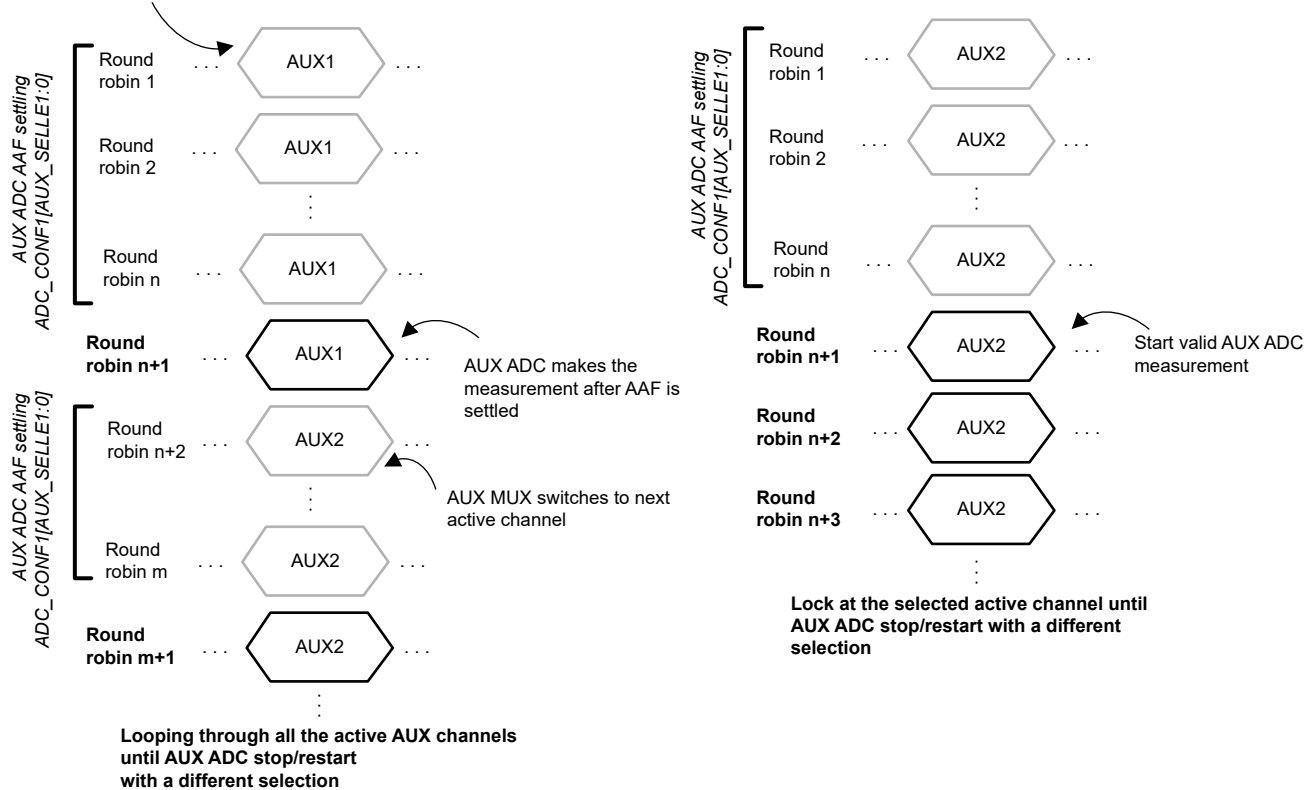 AUX ADC AAF settling
ADC_CONF1[AUX_SELLE1:0]
Round
robin 1
. . .
AUX1
. . .
Round
robin 2
. . .
AUX1
. . .
Round
robin n
. . .
AUX1
. . .
Round
robin n+1
. . .
AUX1
. . .
AUX ADC makes the
measurement after AAF is
settled
AUX ADC AAF settling
ADC_CONF1[AUX_SELLE1:0]
Round
robin n+2
. . .
AUX2
. . .
AUX MUX switches to next
active channel
Round
robin m
. . .
AUX2
. . .
Round
robin m+1
. . .
AUX2
. . .
Looping through all the active AUX channels
until AUX ADC stop/restart
with a different selection
AUX ADC AAF settling
ADC_CONF1[AUX_SELLE1:0]
Round
robin 1
. . .
AUX2
. . .
Round
robin 2
. . .
AUX2
. . .
Round
robin n
. . .
AUX2
. . .
Round
robin n+1
. . .
AUX2
. . .
Start valid AUX ADC
measurement
Round
robin n+2
. . .
AUX2
. . .
Round
robin n+3
. . .
AUX2
. . .
Lock at the selected active channel until
AUX ADC stop/restart with a different
selection